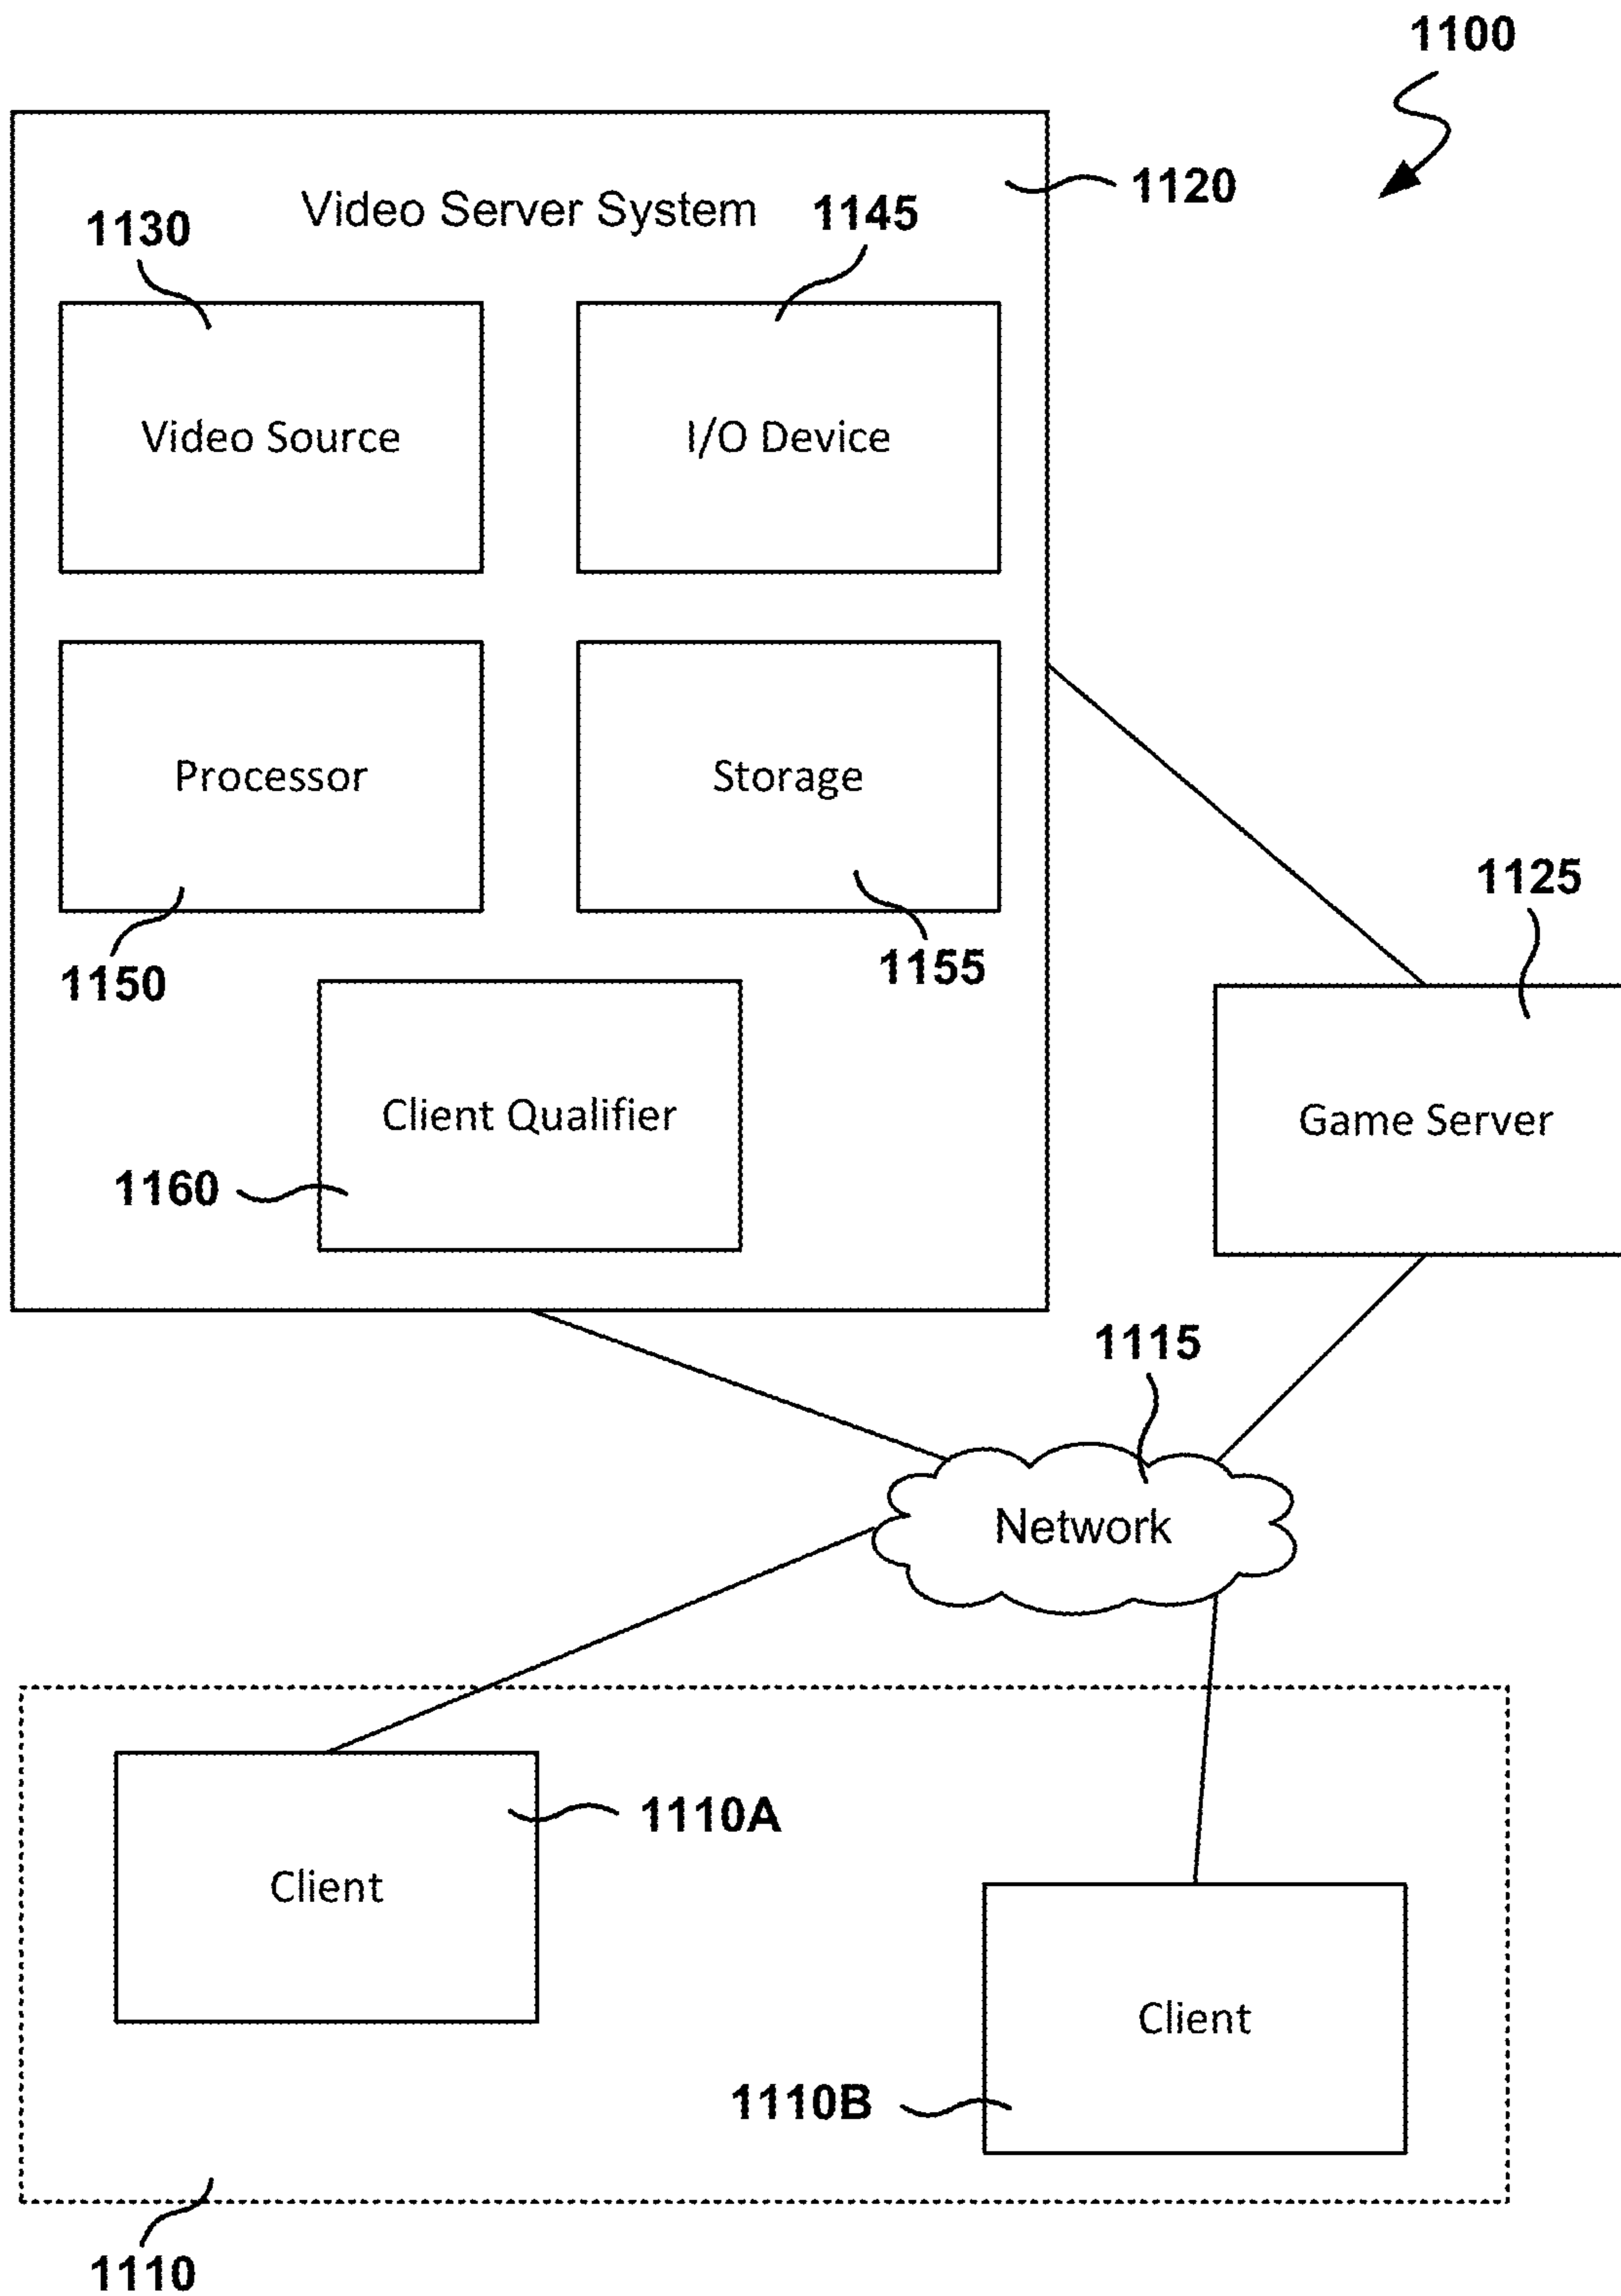 1100
1120
Video Server System
1130
1145
Video Source
I/O Device
Processor
Storage
1125
1150
1155
Client Qualifier
Game Server
1160
1115
Network
1110A
Client
Client
1110B
1110